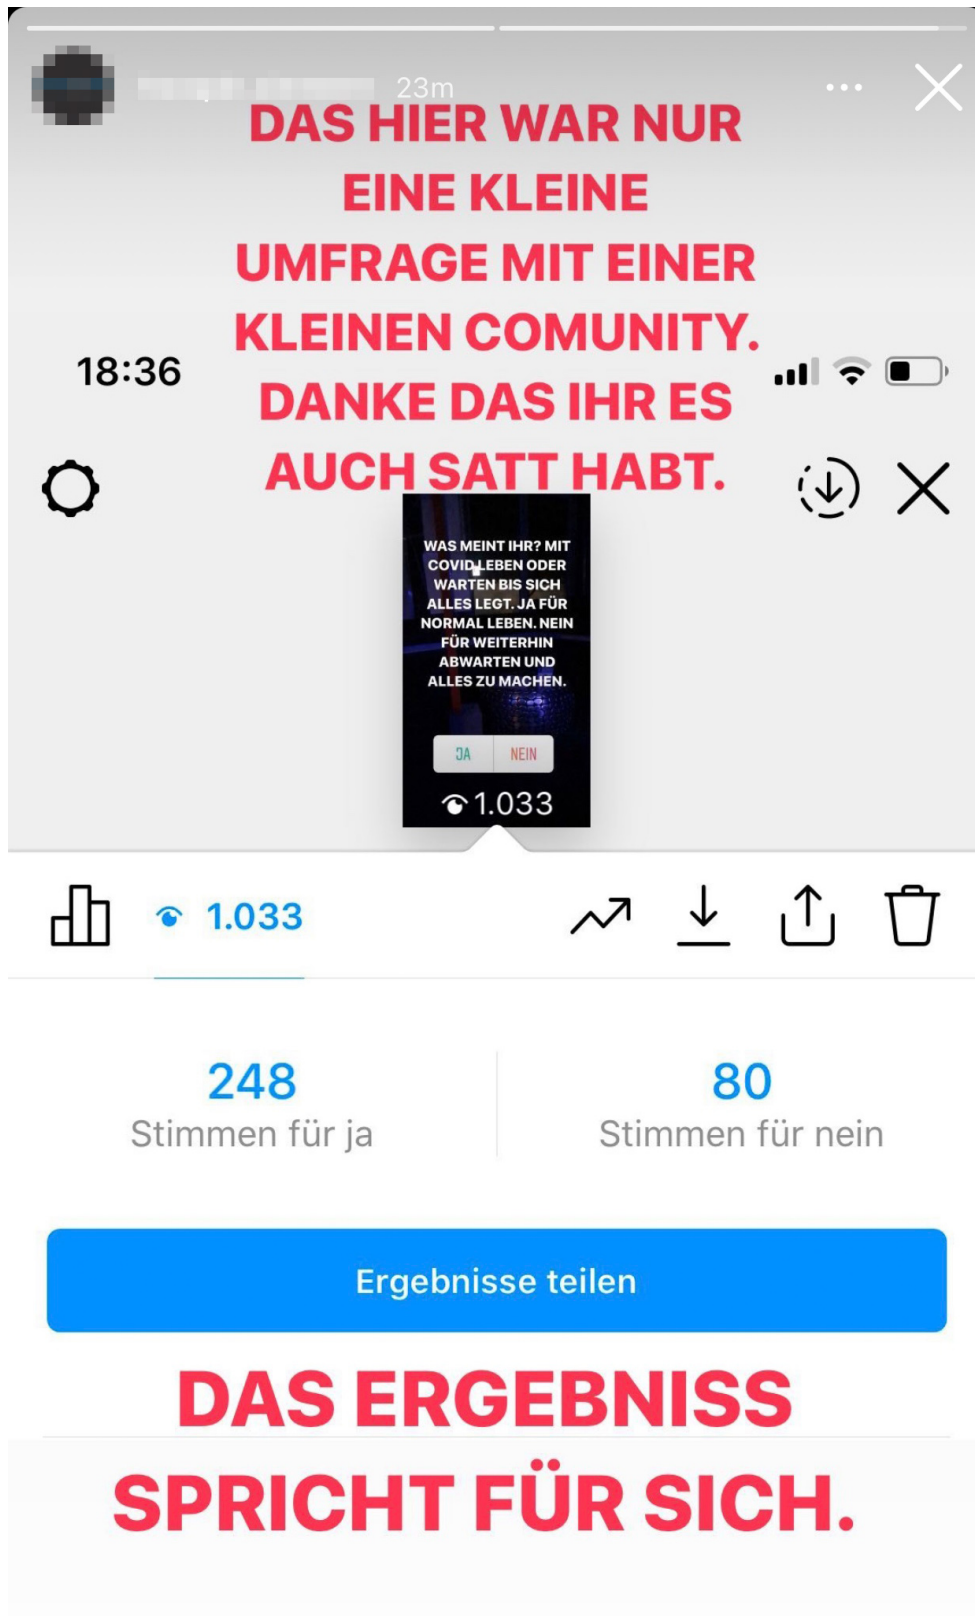 23m
DAS HIER WAR NUR
EINE KLEINE
UMFRAGE MIT EINER
KLEINEN COMUNITY.
18:36
DANKE DAS IHR ES
AUCH SATT HABT.
WAS MEINT IHR? MIT
COVID LEBEN ODER
WARTEN BIS SICH
ALLES LEGT. JA FÜR
NORMAL LEBEN. NEIN
FÜR WEITERHIN
ABWARTEN UND
ALLES ZU MACHEN.
JA NEIN
1.033
1.033
248 80
Stimmen für ja Stimmen für nein
Ergebnisse teilen
DAS ERGEBNISS
SPRICHT FÜR SICH.